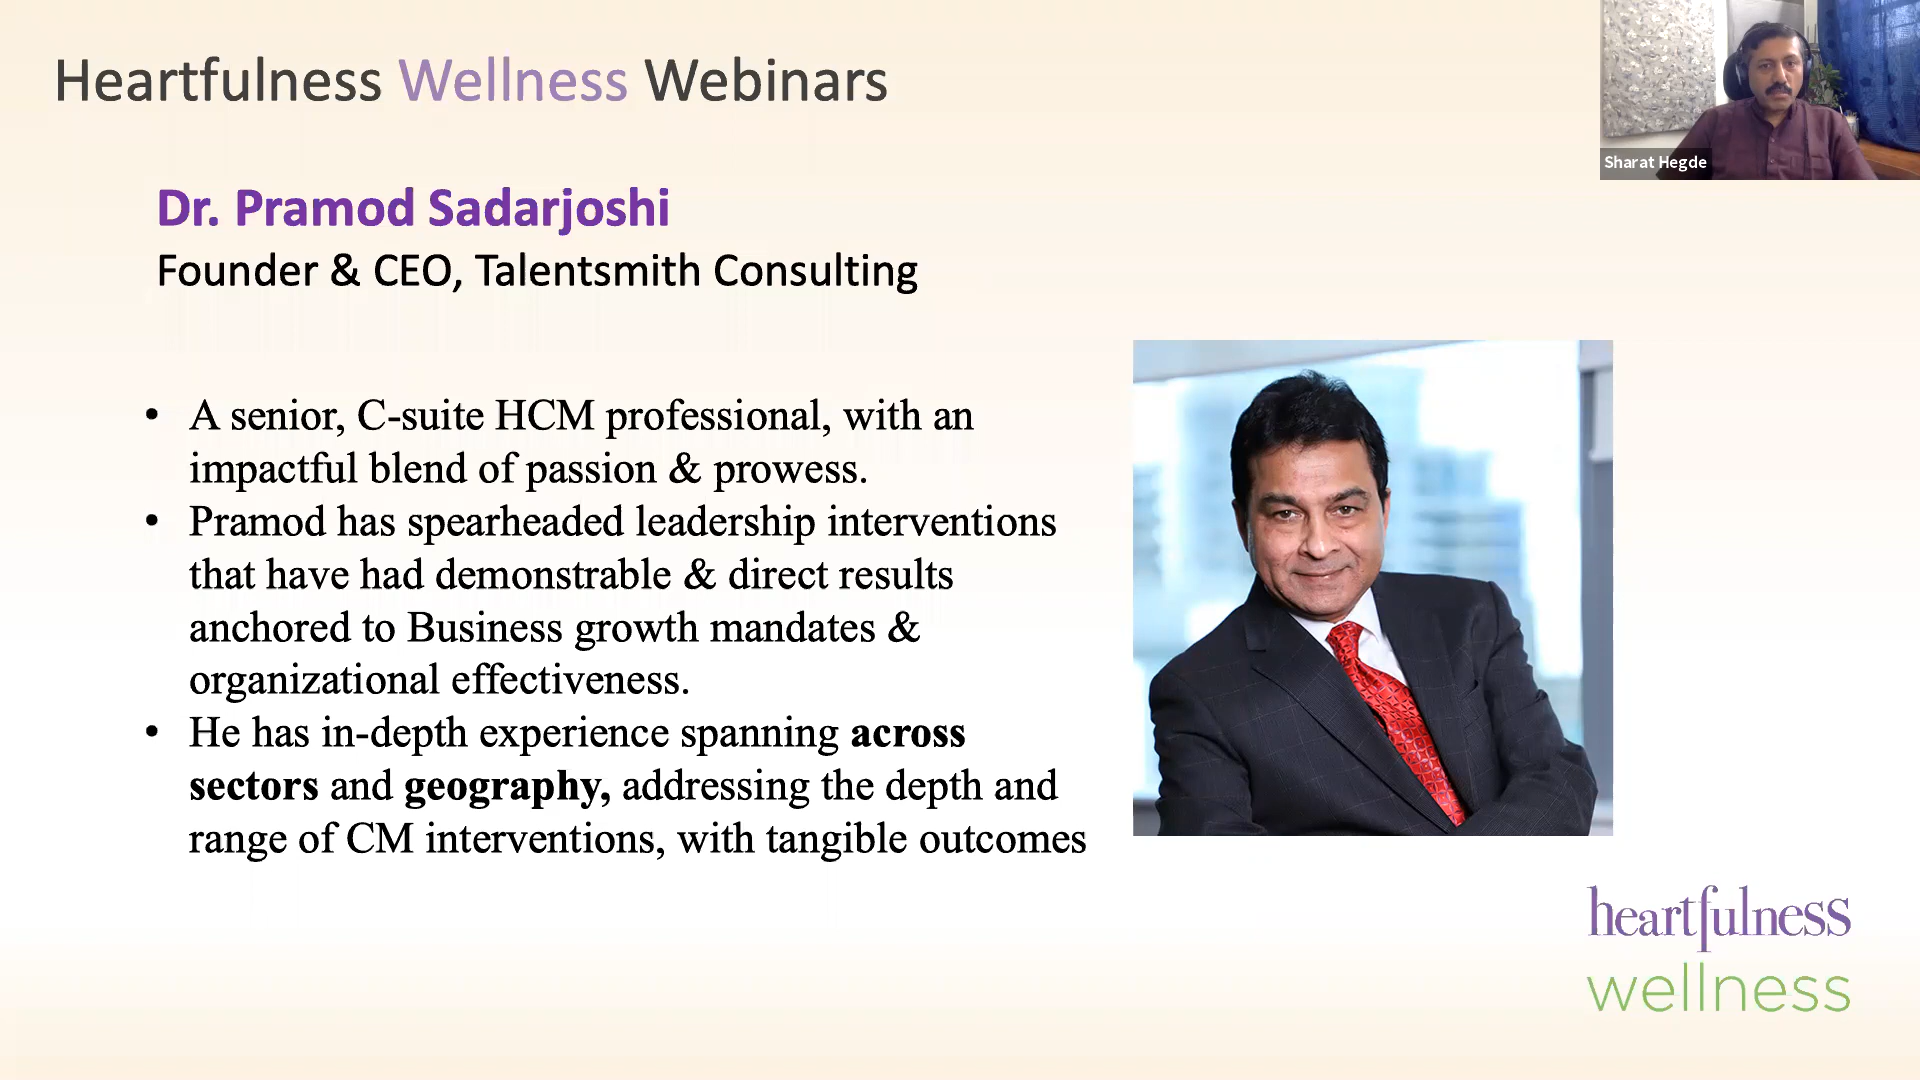 Heartfulness Wellness Webinars
Sharat Hegde
Dr. Pramod Sadarjoshi
Founder & CEO, Talentsmith Consulting
• A senior, C-suite HCM professional, with an
impactful blend of passion & prowess.
• Pramod has spearheaded leadership interventions
that have had demonstrable & direct results
anchored to Business growth mandates &
organizational effectiveness.
• He has in-depth experience spanning across
sectors and geography, addressing the depth and
range of CM interventions, with tangible outcomes
heartfulness
wellness